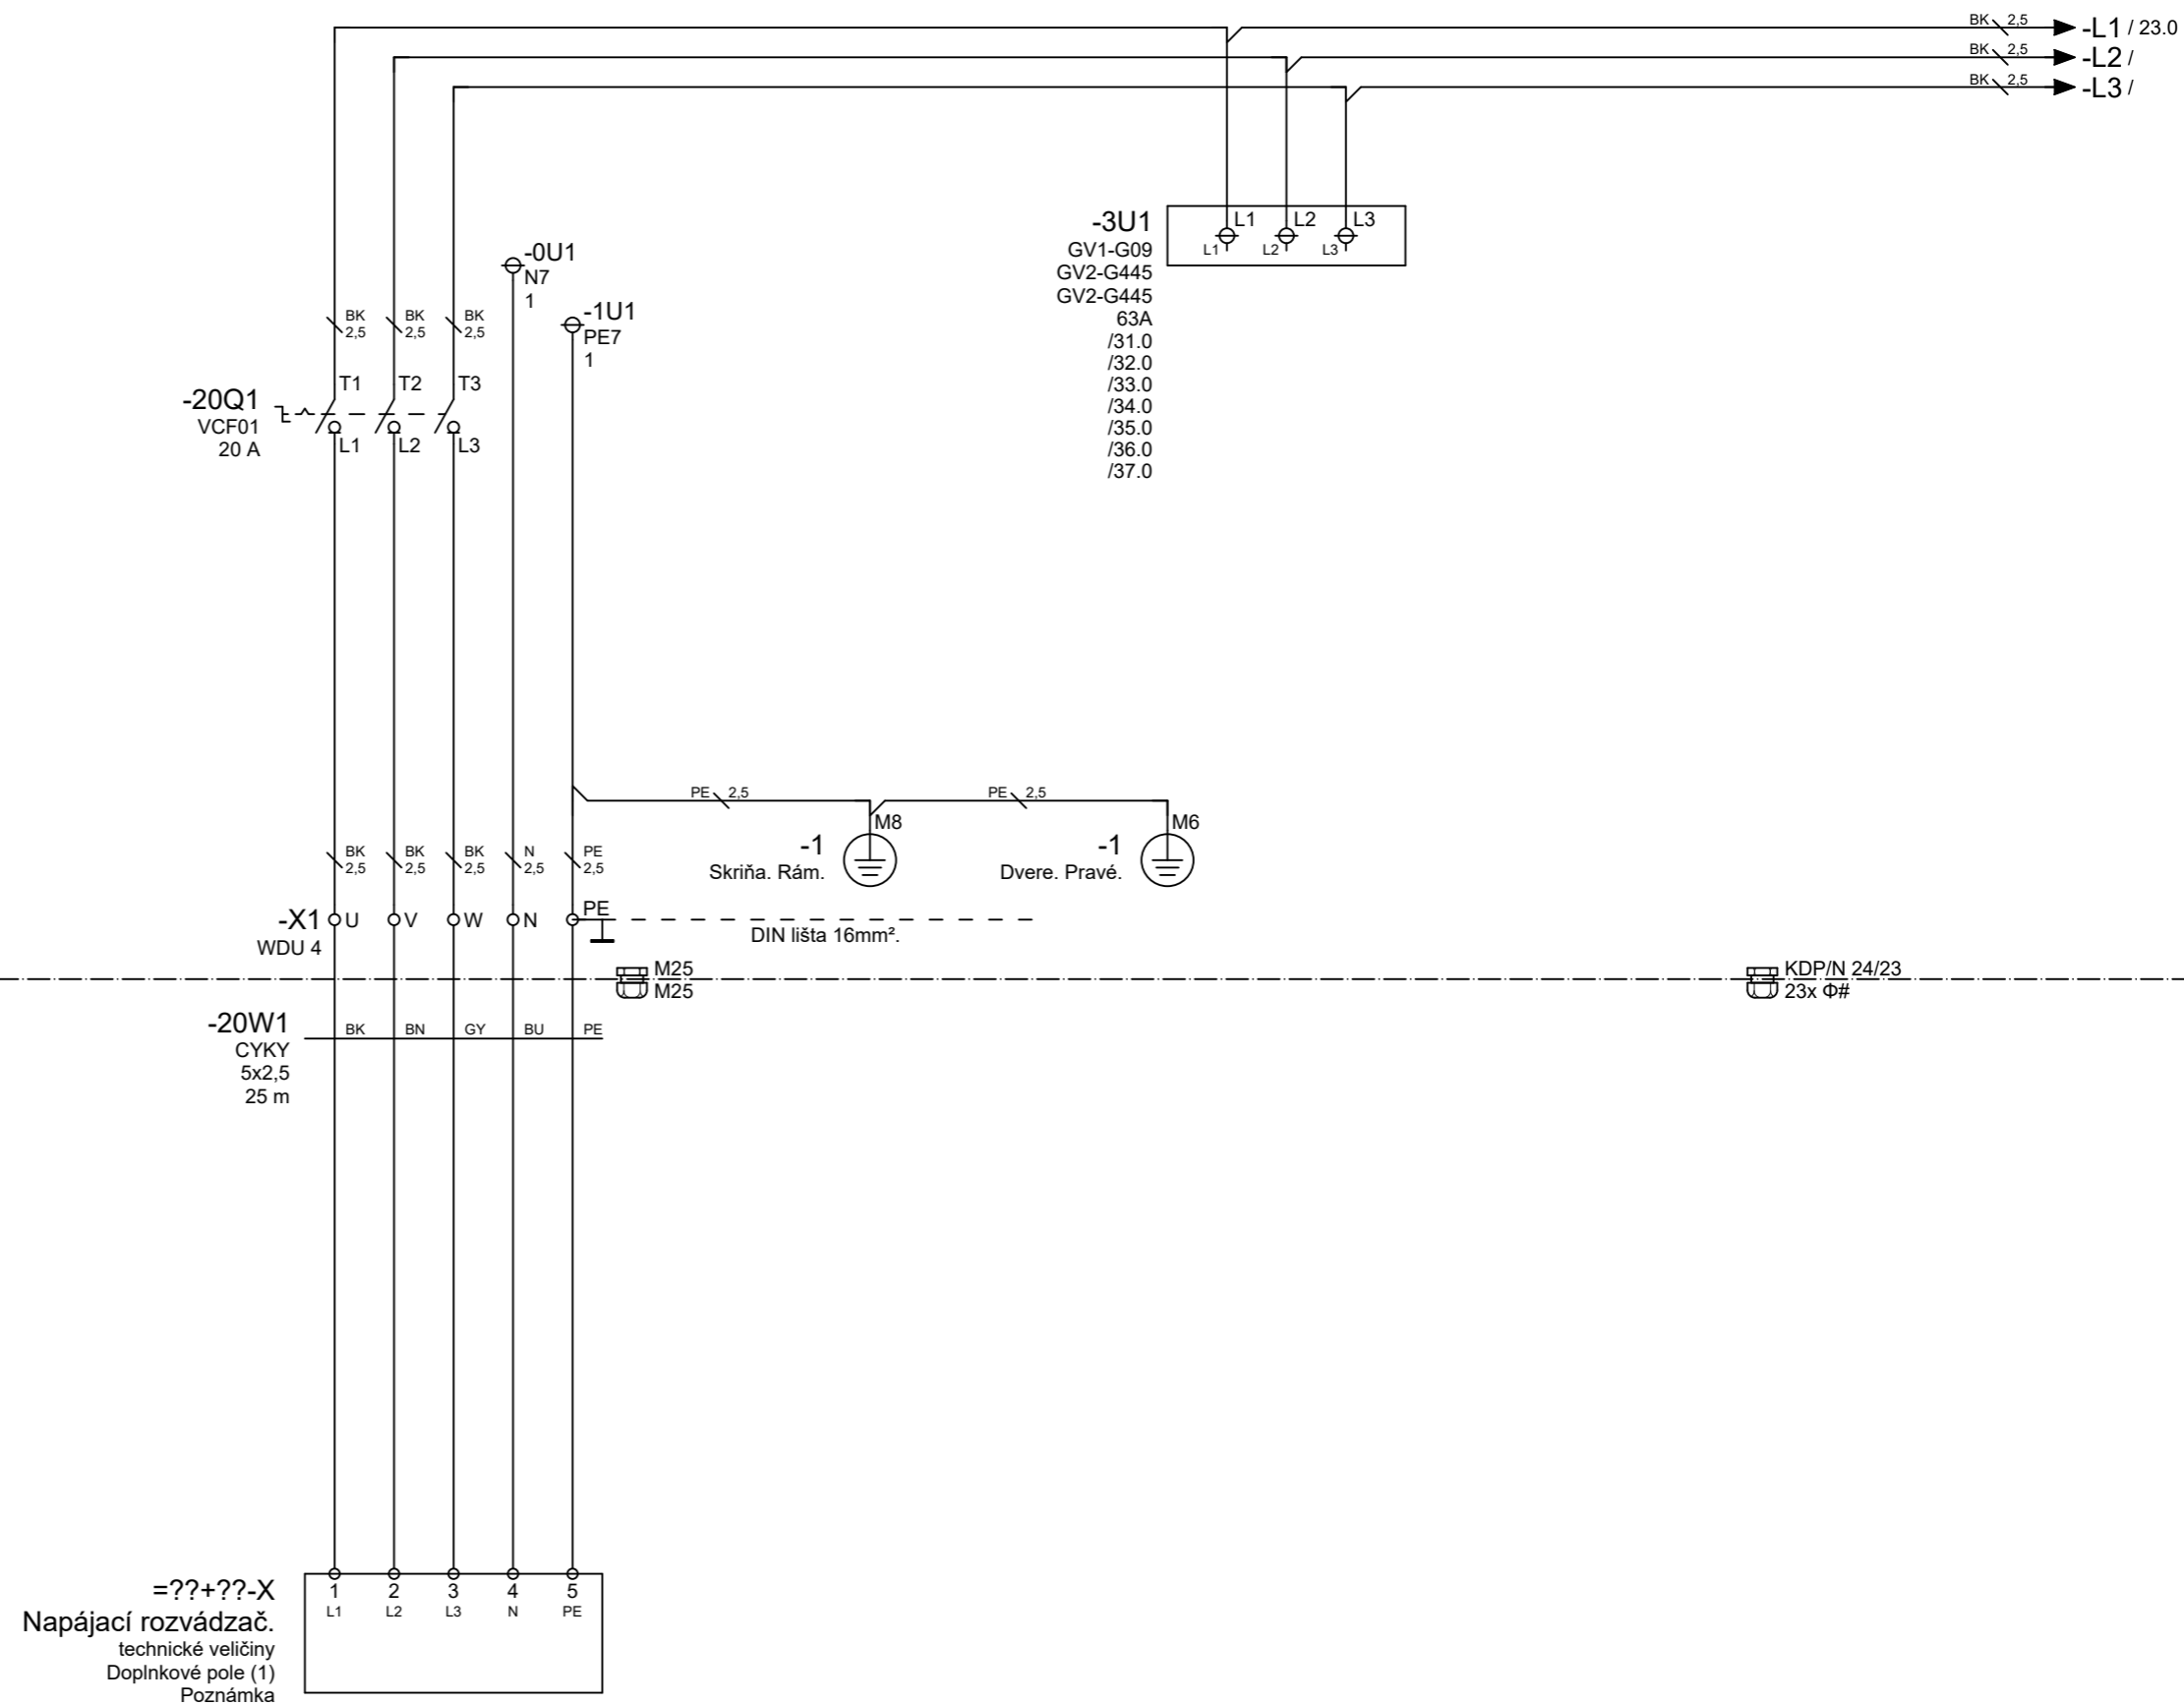 BK 2,5 -L1 / 23.0
BK 2,5 -L2 /
BK 2,5 -L3 /
-3U1 L1 L2 L3
L1 L2 L3
GV1-G09
GV2-G445
GV2-G445
63A
/31.0
/32.0
/33.0
/34.0
/35.0
/36.0
/37.0
-0U1
N7
1
-1U1
PE7
1
BK BK BK
2,5 2,5 2,5
T1 T2 T3
-20Q1
VCF01
20 A
L1 L2 L3
PE 2,5 PE 2,5
M8 M6
-1 -1
Skriňa. Rám. Dvere. Pravé.
BK BK BK N PE
2,5 2,5 2,5 2,5 2,5
-X1 U V W N PE
WDU 4
DIN lišta 16mm².
M25
M25
KDP/N 24/23
23x Φ#
-20W1 BK BN GY BU PE
CYKY
5x2,5
25 m
=??+??-X 1 2 3 4 5
L1 L2 L3 N PE
Napájací rozvádzač.
technické veličiny
Doplnkové pole (1)
Poznámka